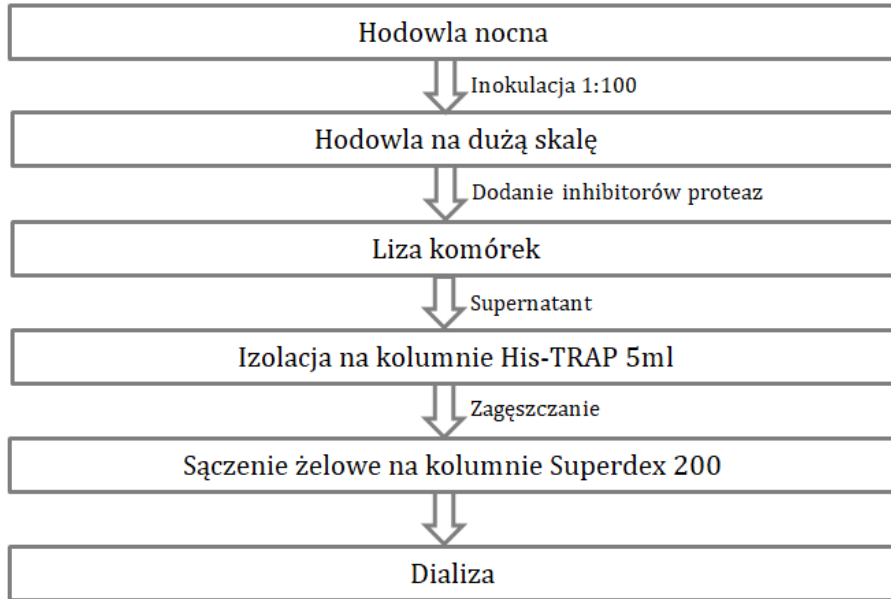 Hodowla nocna
Inokulacja 1:100
Hodowla na dużą skalę
Dodanie inhibitorów proteaz
Liza komórek
Supernatant
Izolacja na kolumnie His-TRAP 5ml
Zagęszczanie
Sączenie żelowe na kolumnie Superdex 200
Dializa